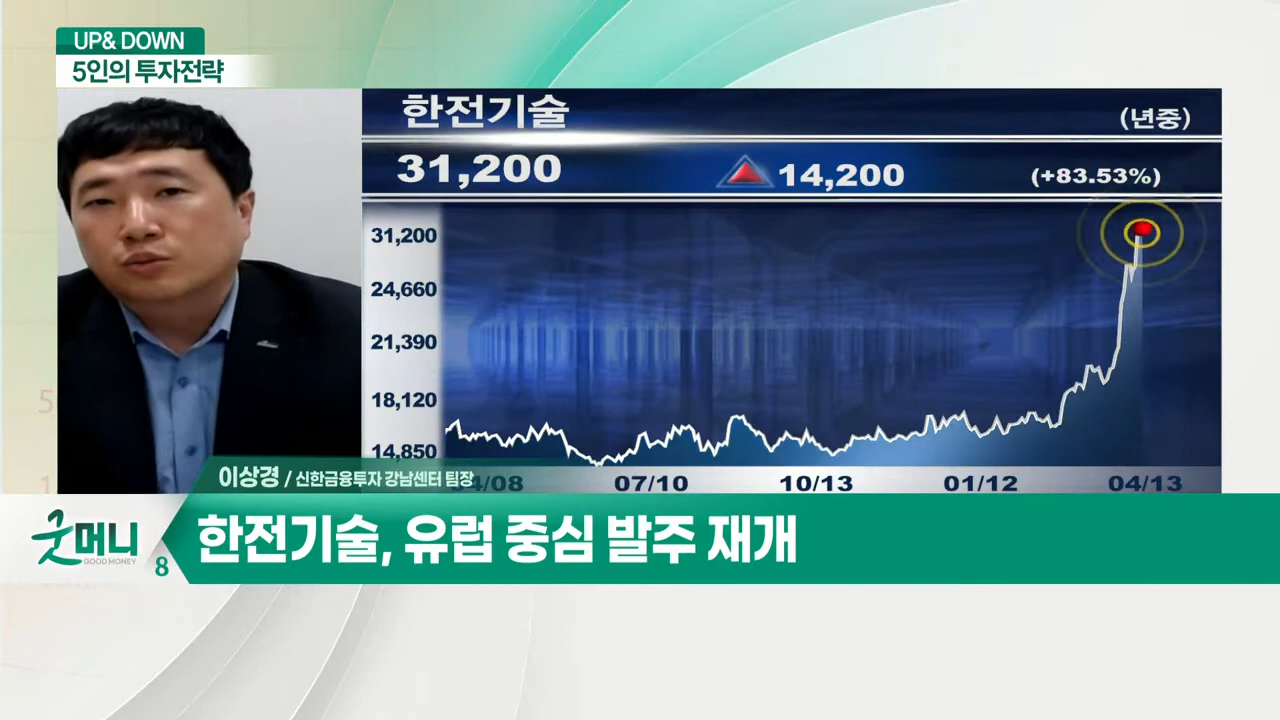 UP& DOWN
5인의 투자전략
한전기술
(년중)
31,200
14,200
(+83.53%)
31,200
24,660
21,390
18,120
14,850
07/10
10/13
01/12
04/13
이상경 / 신한금융투자 강남센터 팀장
굿머니
GOOD MONEY
8
한전기술, 유럽 중심 발주 재개